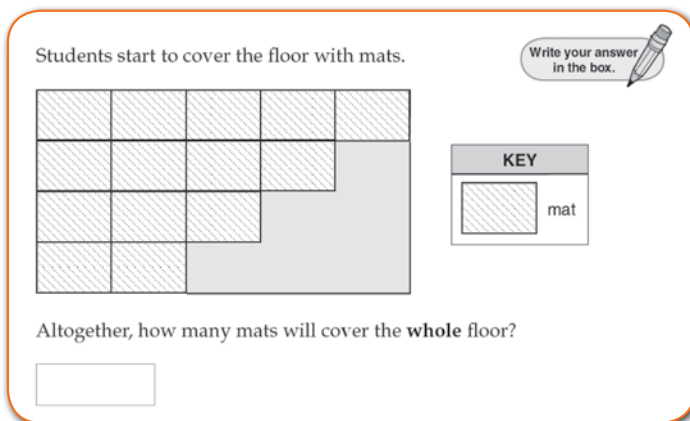 Students start to cover the floor with mats.
Write your answer
in the box.
KEY
mat
Altogether, how many mats will cover the whole floor?